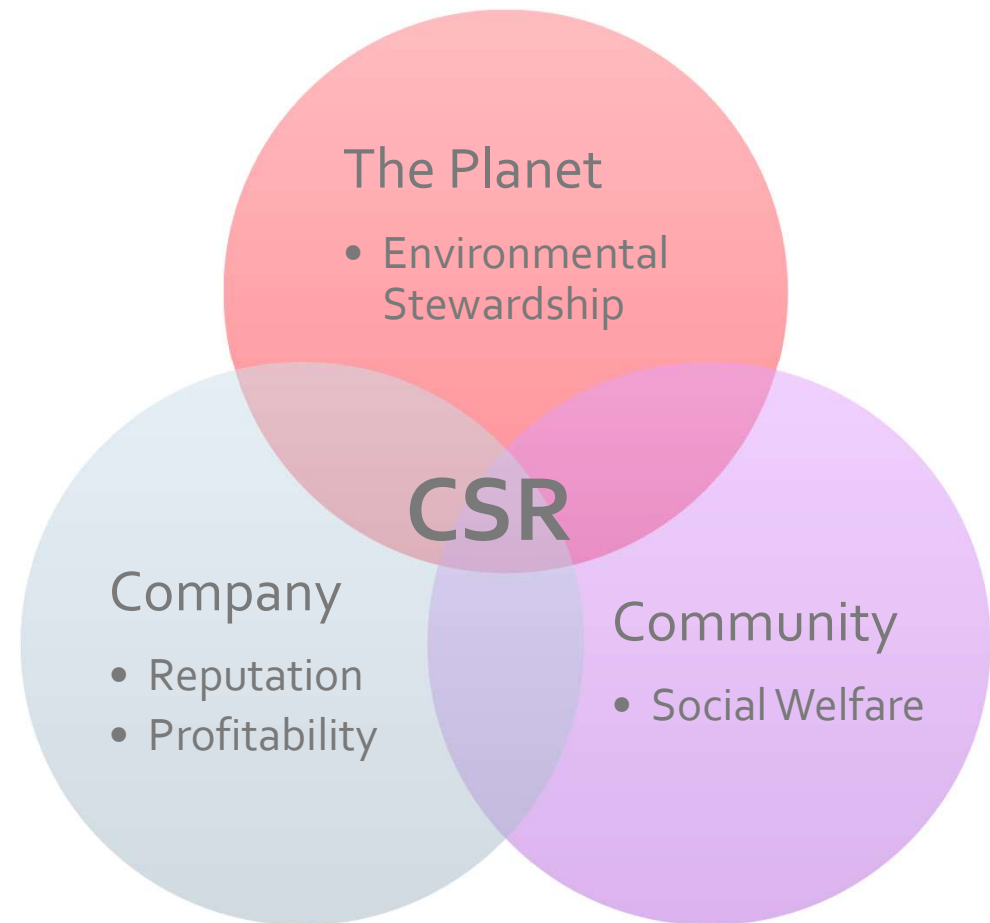 The Planet
• Environmental
Stewardship
CSR
Company
• Reputation
• Profitability
Community
• Social Welfare